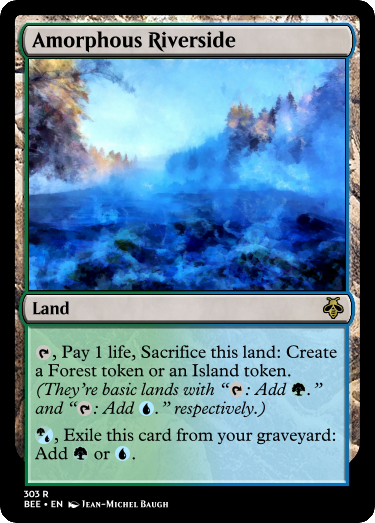 Amorphous Riverside
Land
, Pay 1 life, Sacrifice this land: Create
a Forest token or an Island token.
(They're basic lands with “: Add .”
and “: Add .” respectively.)
, Exile this card from your graveyard:
Add or .
303 R
BEE • EN Jean-Michel Baugh